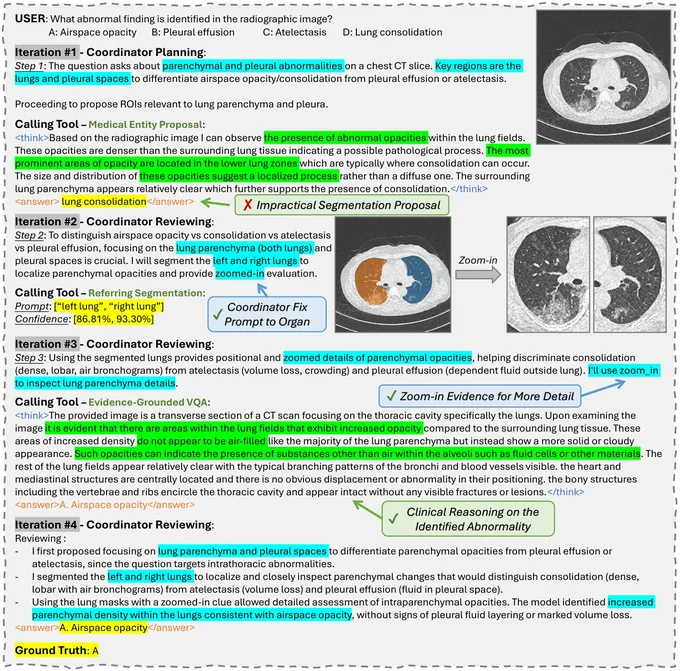 USER: What abnormal finding is identified in the radiographic image?
A: Airspace opacity B: Pleural effusion C: Atelectasis D: Lung consolidation
Iteration #1 - Coordinator Planning:
Step 1: The question asks about parenchymal and pleural abnormalities on a chest CT slice. Key regions are the
lungs and pleural spaces to differentiate airspace opacity/consolidation from pleural effusion or atelectasis.
Proceeding to propose ROIs relevant to lung parenchyma and pleura.
Calling Tool – Medical Entity Proposal:
<think>Based on the radiographic image I can observe the presence of abnormal opacities within the lung fields.
These opacities are denser than the surrounding lung tissue indicating a possible pathological process. The most
prominent areas of opacity are located in the lower lung zones which are typically where consolidation can occur.
The size and distribution of these opacities suggest a localized process rather than a diffuse one. The surrounding
lung parenchyma appears relatively clear which further supports the presence of consolidation.</think>
<answer> lung consolidation</answer>
✗ Impractical Segmentation Proposal
Iteration #2 - Coordinator Reviewing:
Step 2: To distinguish airspace opacity vs consolidation vs atelectasis
vs pleural effusion, focusing on the lung parenchyma (both lungs) and
pleural spaces is crucial. I will segment the left and right lungs to
localize parenchymal opacities and provide zoomed-in evaluation.
Zoom-in
Calling Tool – Referring Segmentation:
Prompt: ["left lung", "right lung"]
Confidence: [86.81%, 93.30%]
✓ Coordinator Fix
Prompt to Organ
Iteration #3 - Coordinator Reviewing:
Step 3: Using the segmented lungs provides positional and zoomed details of parenchymal opacities, helping discriminate consolidation
(dense, lobar, air bronchograms) from atelectasis (volume loss, crowding) and pleural effusion (dependent fluid outside lung). I'll use zoom_in
to inspect lung parenchyma details.
✓ Zoom-in Evidence for More Detail
Calling Tool – Evidence-Grounded VQA:
<think>The provided image is a transverse section of a CT scan focusing on the thoracic cavity specifically the lungs. Upon examining the
image it is evident that there are areas within the lung fields that exhibit increased opacity compared to the surrounding lung tissue. These
areas of increased density do not appear to be air-filled like the majority of the lung parenchyma but instead show a more solid or cloudy
appearance. Such opacities can indicate the presence of substances other than air within the alveoli such as fluid cells or other materials. The
rest of the lung fields appear relatively clear with the typical branching patterns of the bronchi and blood vessels visible. the heart and
mediastinal structures are centrally located and there is no obvious displacement or abnormality in their positioning. the bony structures
including the vertebrae and ribs encircle the thoracic cavity and appear intact without any visible fractures or lesions.</think>
<answer>A. Airspace opacity</answer>
✓ Clinical Reasoning on the
Identified Abnormality
Iteration #4 - Coordinator Reviewing:
Reviewing :
- I first proposed focusing on lung parenchyma and pleural spaces to differentiate parenchymal opacities from pleural effusion or
atelectasis, since the question targets intrathoracic abnormalities.
- I segmented the left and right lungs to localize and closely inspect parenchymal changes that would distinguish consolidation (dense,
lobar with air bronchograms) from atelectasis (volume loss) and pleural effusion (fluid in pleural space).
- Using the lung masks with a zoomed-in clue allowed detailed assessment of intraparenchymal opacities. The model identified increased
parenchymal density within the lungs consistent with airspace opacity, without signs of pleural fluid layering or marked volume loss.
<answer>A. Airspace opacity</answer>
Ground Truth: A